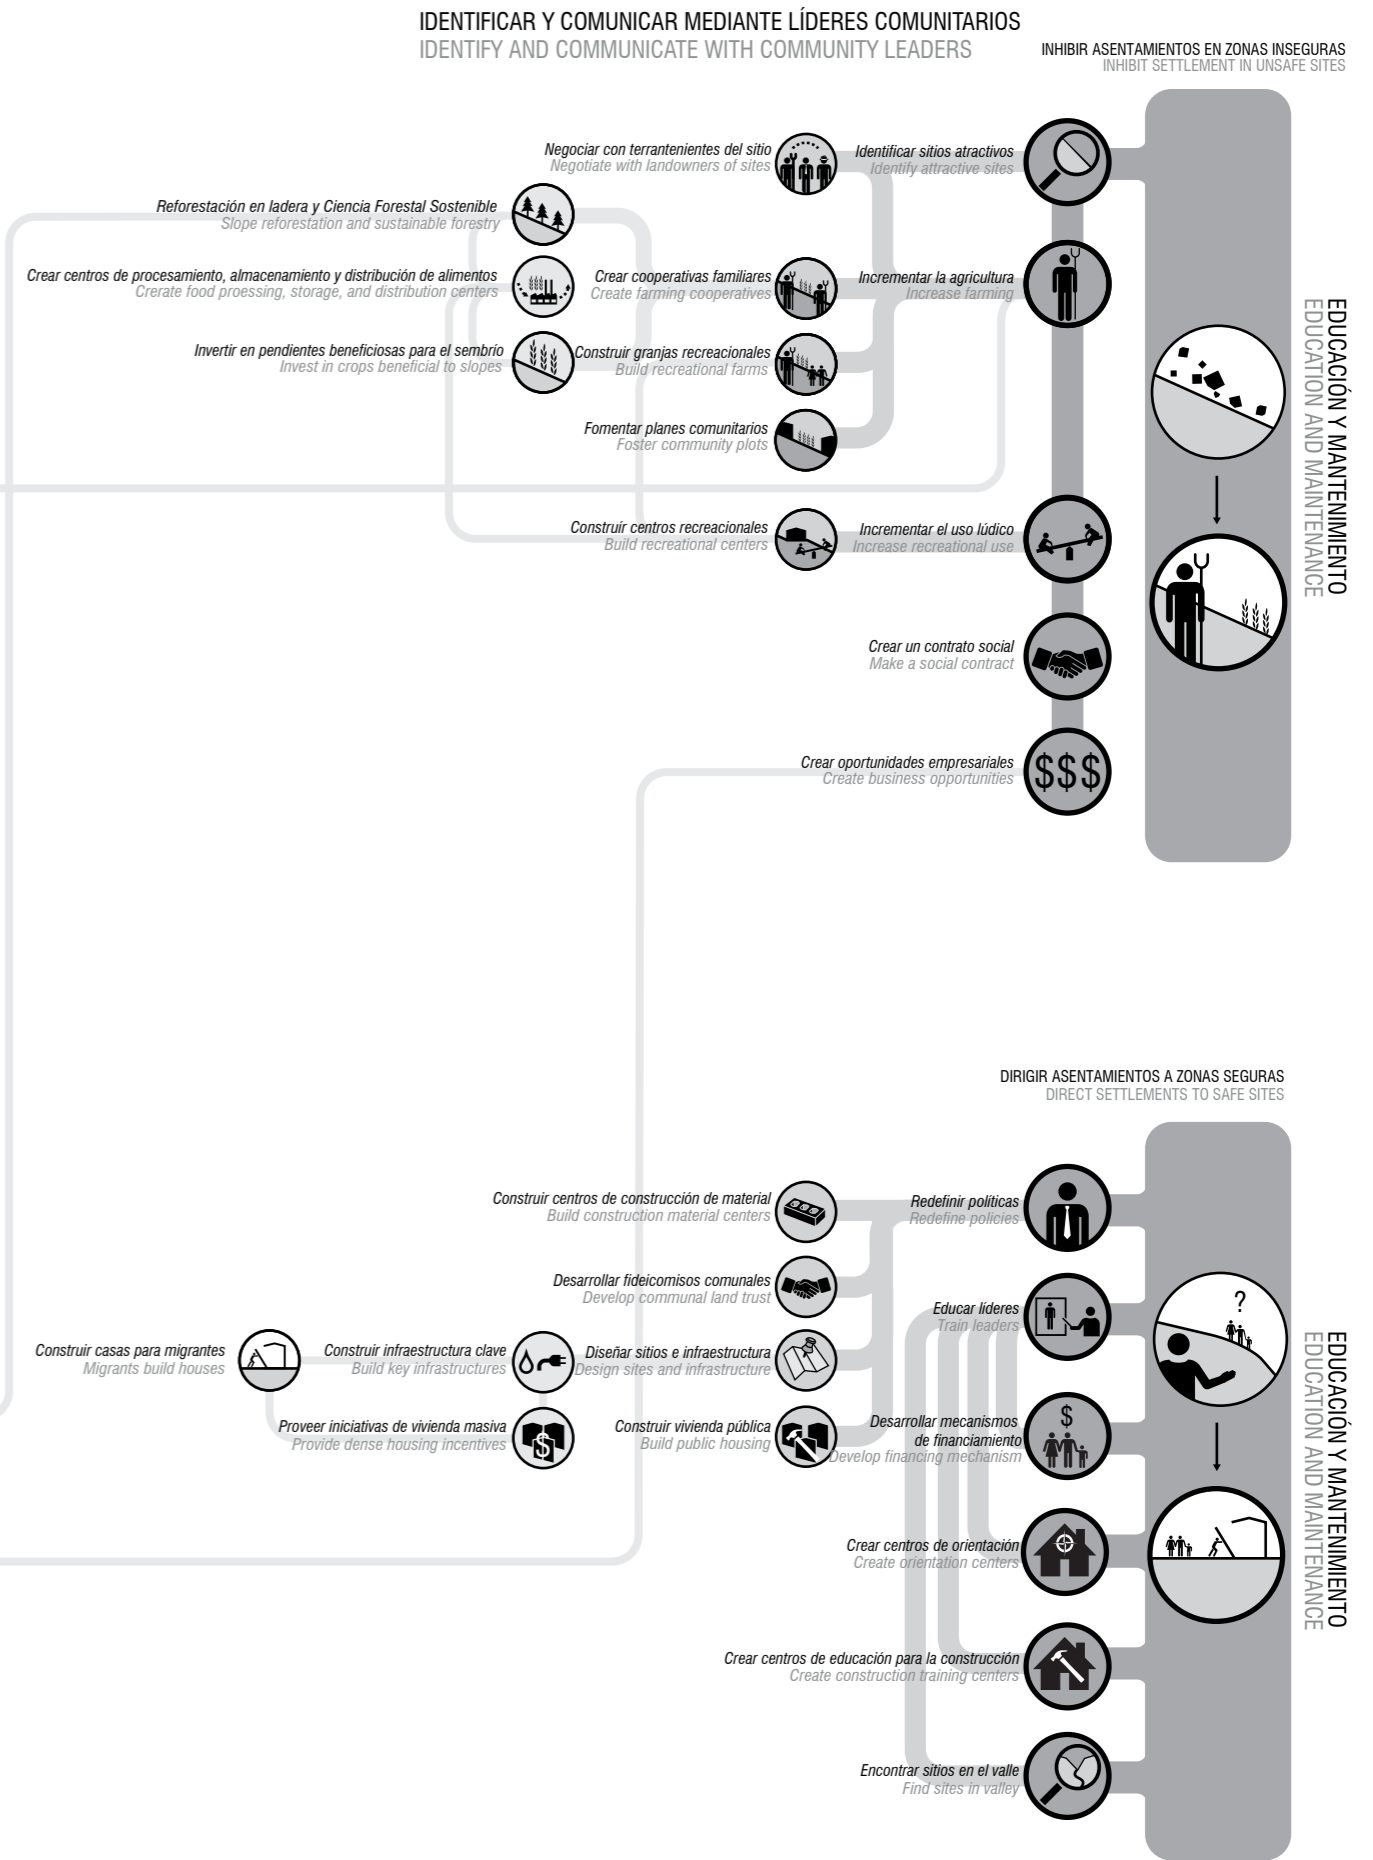 IDENTIFICAR Y COMUNICAR MEDIANTE LÍDERES COMUNITARIOS
IDENTIFY AND COMMUNICATE WITH COMMUNITY LEADERS
INHIBIR ASENTAMIENTOS EN ZONAS INSEGURAS
INHIBIT SETTLEMENT IN UNSAFE SITES
Negociar con terrantenientes del sitio
Negotiate with landowners of sites
Identificar sitios atractivos
Identify attractive sites
Reforestación en ladera y Ciencia Forestal Sostenible
Slope reforestation and sustainable forestry
Crear centros de procesamiento, almacenamiento y distribución de alimentos
Crerate food proessing, storage, and distribution centers
Crear cooperativas familiares
Create farming cooperatives
Incrementar la agricultura
Increase farming
Invertir en pendientes beneficiosas para el sembrío
Invest in crops beneficial to slopes
Construir granjas recreacionales
Build recreational farms
Fomentar planes comunitarios
Foster community plots
Construír centros recreacionales
Build recreational centers
Incrementar el uso lúdico
Increase recreational use
Crear un contrato social
Make a social contract
Crear oportunidades empresariales
Create business opportunities
$$$
EDUCACIÓN Y MANTENIMIENTO
EDUCATION AND MAINTENANCE
DIRIGIR ASENTAMIENTOS A ZONAS SEGURAS
DIRECT SETTLEMENTS TO SAFE SITES
Construir centros de construcción de material
Build construction material centers
Redefinir políticas
Redefine policies
Desarrollar fideicomisos comunales
Develop communal land trust
Educar líderes
Train leaders
?
Construir casas para migrantes
Migrants build houses
Construir infraestructura clave
Build key infrastructures
Diseñar sitios e infraestructura
Design sites and infrastructure
Proveer iniciativas de vivienda masiva
Provide dense housing incentives
$
Construir vivienda pública
Build public housing
Desarrollar mecanismos
de financiamiento
Develop financing mechanism
$
Crear centros de orientación
Create orientation centers
Crear centros de educación para la construcción
Create construction training centers
Encontrar sitios en el valle
Find sites in valley
EDUCACIÓN Y MANTENIMIENTO
EDUCATION AND MAINTENANCE